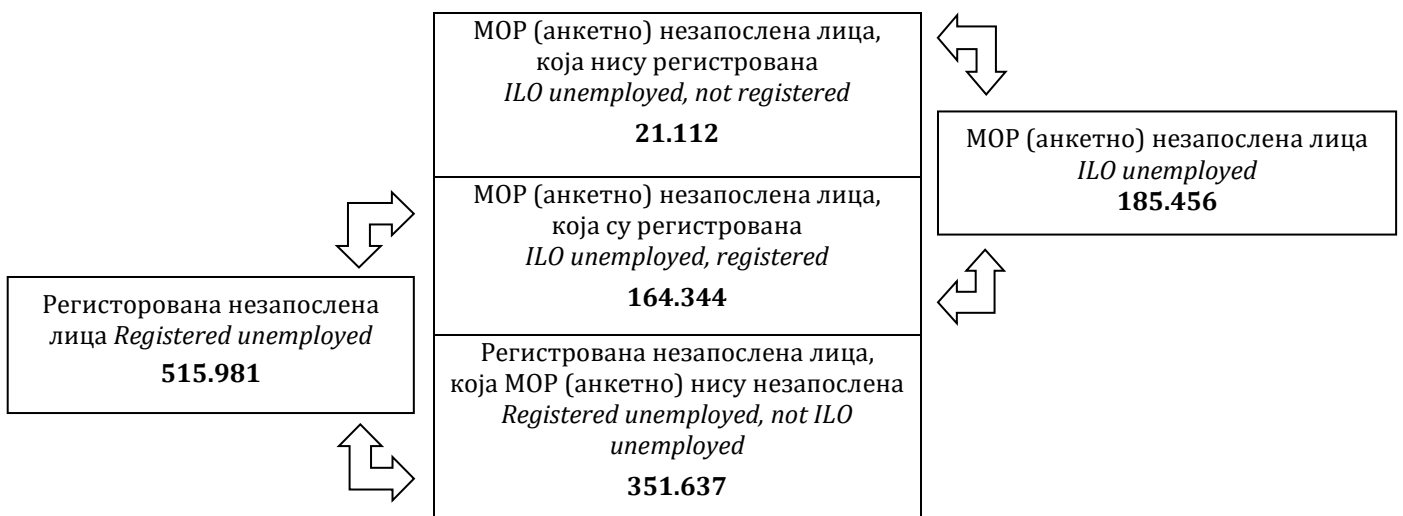 МОР (анкетно) незапослена лица,
која нису регистрована
ILO unemployed, not registered
21.112
МОР (анкетно) незапослена лица
ILO unemployed
185.456
МОР (анкетно) незапослена лица,
која су регистрована
ILO unemployed, registered
164.344
Регисторована незапослена
лица Registered unemployed
515.981
Регистрована незапослена лица,
која МОР (анкетно) нису незапослена
Registered unemployed, not ILO
unemployed
351.637